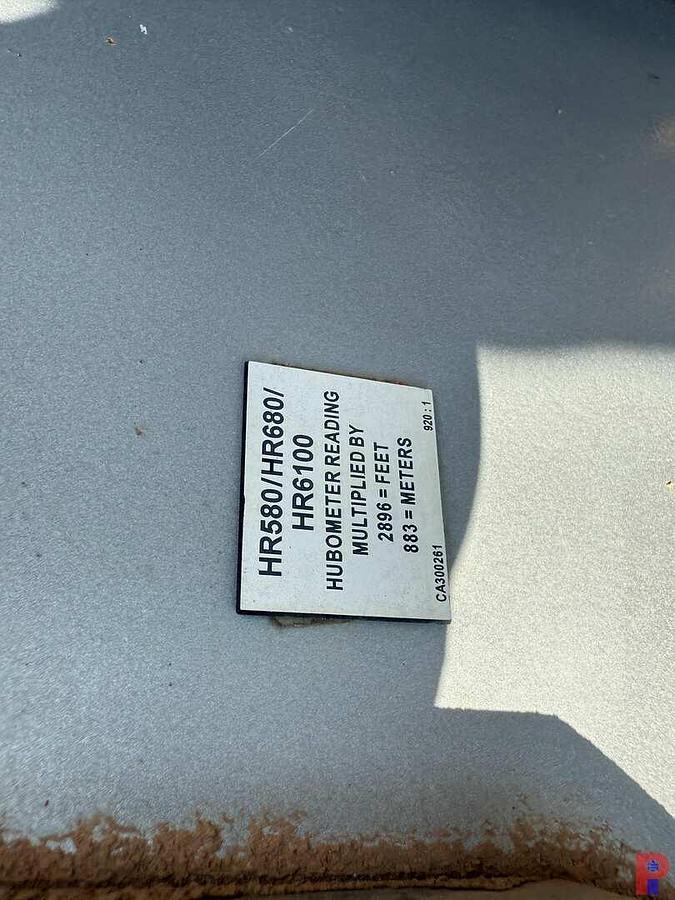 HR580/HR680/
HR6100
HUBOMETER READING
MULTIPLIED BY
2896 = FEET
883 = METERS
CA300261 920 : 1